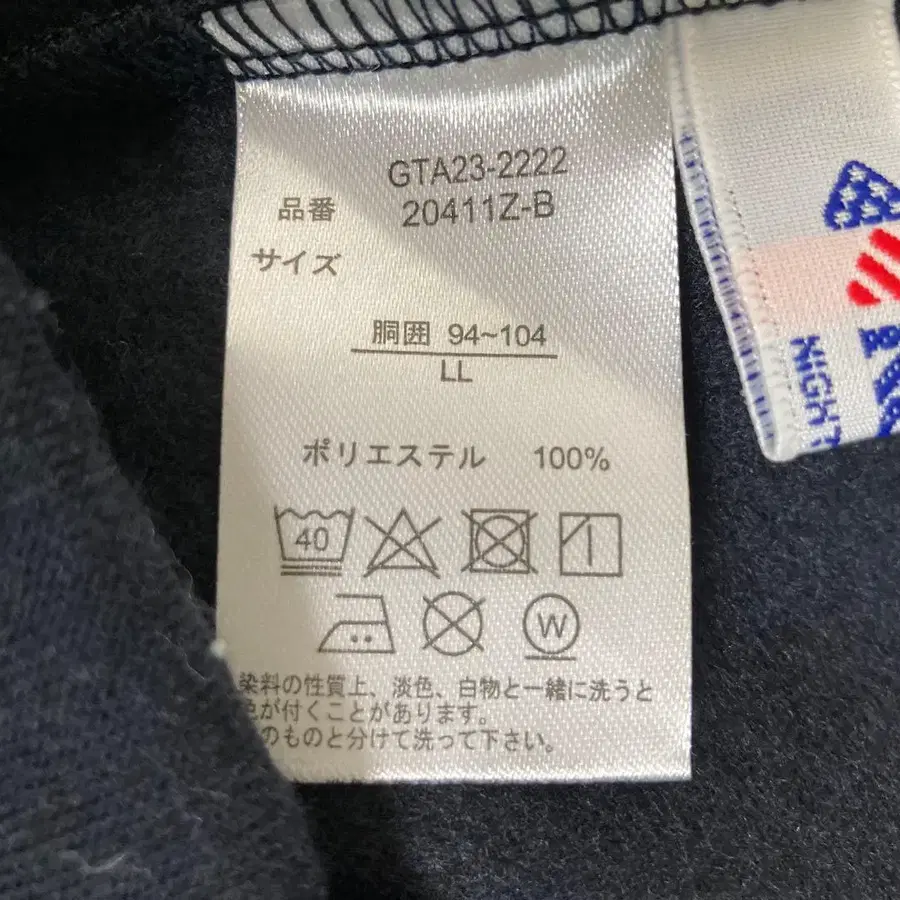 GTA23-2222
品番 20411Z-B
サイズ
胴囲 94~104
LL
ポリエステル 100%
40
W
染料の性質上、淡色、白物と一緒に洗うと
色が付くことがあります。
のものと分けて洗って下さい。
NIGHT